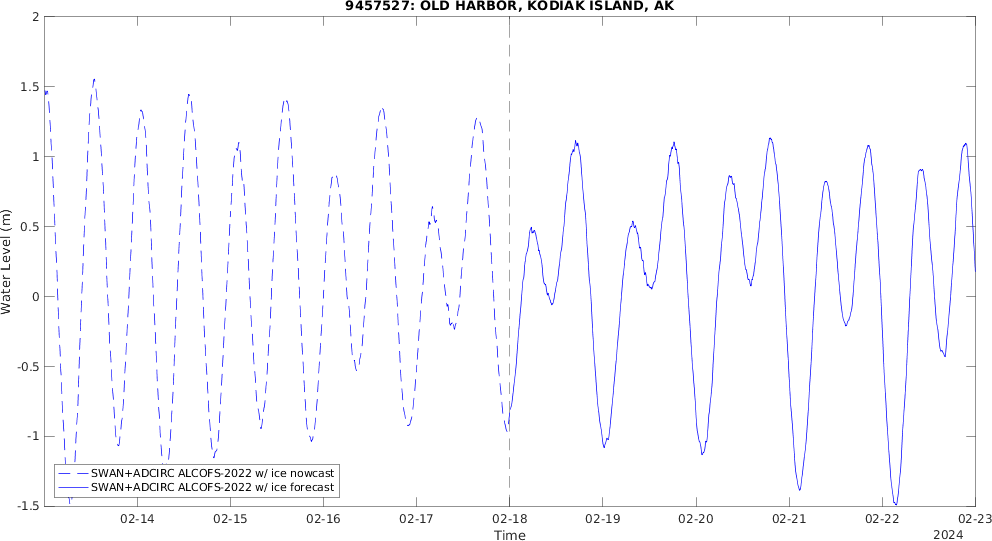 9457527: OLD HARBOR, KODIAK ISLAND, AK
2
1.5
1
0.5
0
-0.5
-1
-1.5
Water Level (m)
SWAN+ADCIRC ALCOFS-2022 w/ ice nowcast
SWAN+ADCIRC ALCOFS-2022 w/ ice forecast
02-14 02-15 02-16 02-17 02-18 02-19 02-20 02-21 02-22 02-23
Time
2024